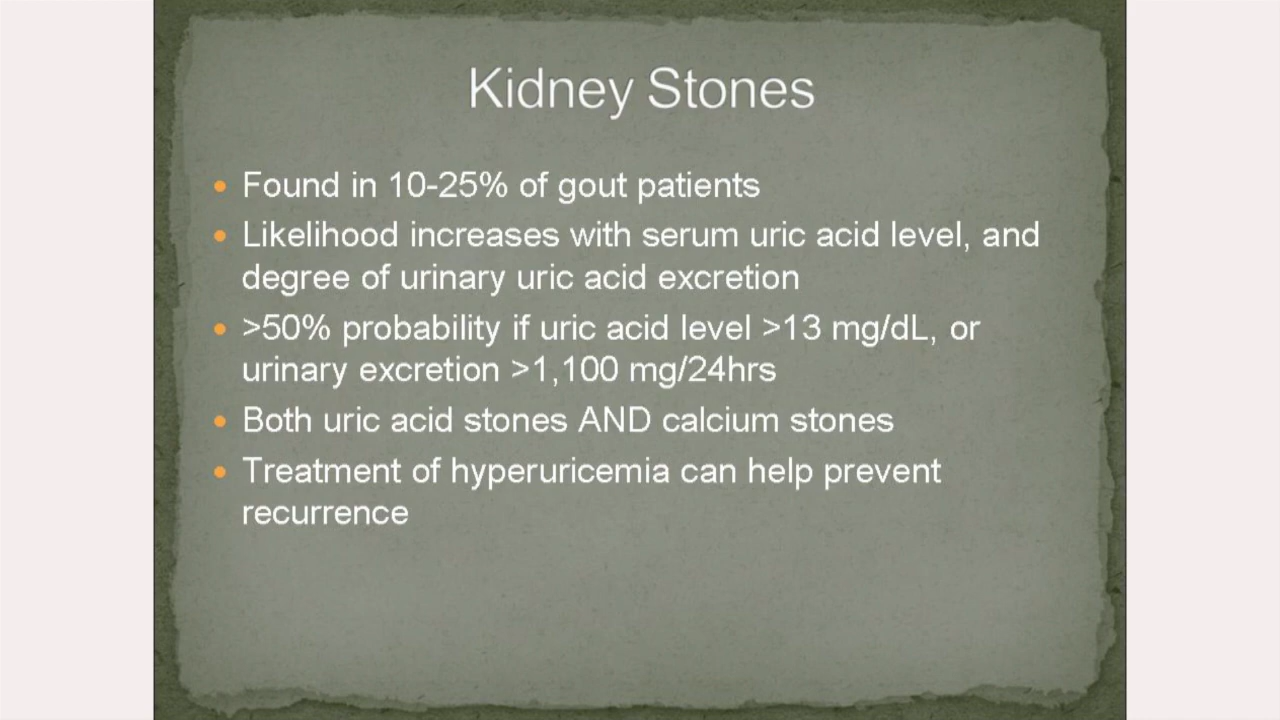 Kidney Stones
Found in 10-25% of gout patients
Likelihood increases with serum uric acid level, and
degree of urinary uric acid excretion
>50% probability if uric acid level >13 mg/dL, or
urinary excretion >1,100 mg/24hrs
Both uric acid stones AND calcium stones
Treatment of hyperuricemia can help prevent
recurrence